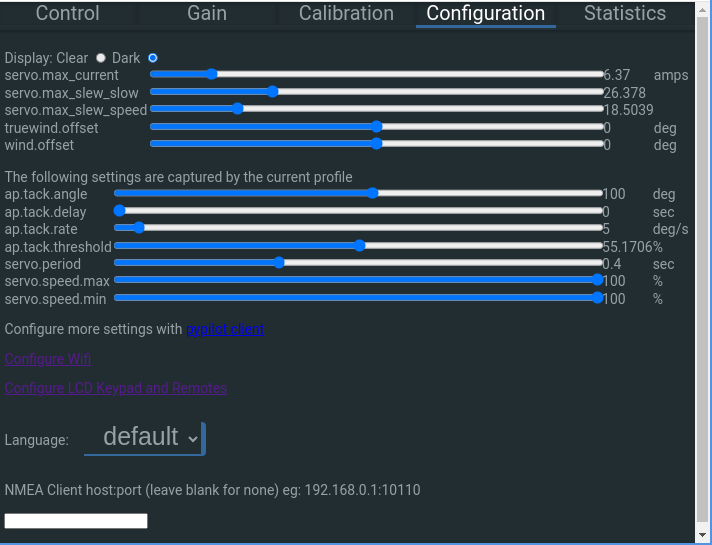 Control Gain Calibration Configuration Statistics
Display: Clear Dark
servo.max_current 6.37 amps
servo.max_slew_slow 26.378
servo.max_slew_speed 18.5039
truewind.offset 0 deg
wind.offset 0 deg
The following settings are captured by the current profile
ap.tack.angle 100 deg
ap.tack.delay 0 sec
ap.tack.rate 5 deg/s
ap.tack.threshold 55.1706%
servo.period 0.4 sec
servo.speed.max 100 %
servo.speed.min 100 %
Configure more settings with pypilot client
Configure Wifi
Configure LCD Keypad and Remotes
Language: default
NMEA Client host:port (leave blank for none) eg: 192.168.0.1:10110